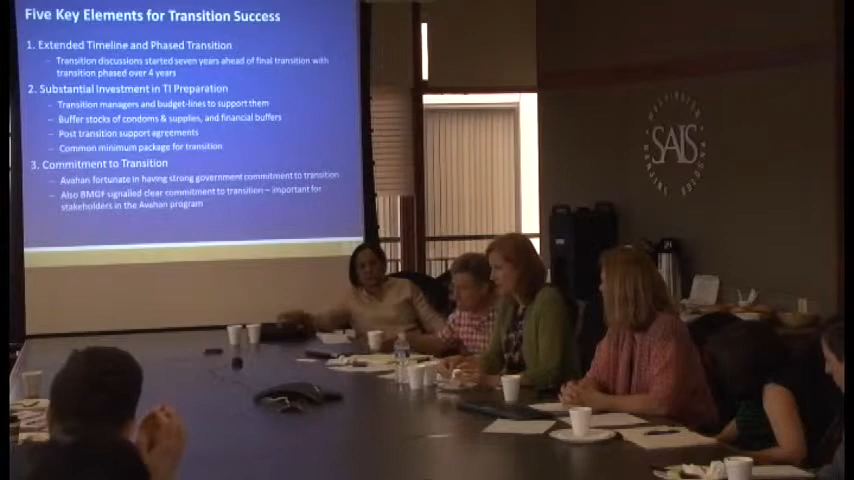 Five Key Elements for Transition Success
1. Extended Timeline and Phased Transition
– Transition discussions started seven years ahead of final transition with
transition phased over 4 years
2. Substantial Investment in TI Preparation
– Transition managers and budget-lines to support them
– Buffer stocks of condoms & supplies, and financial buffers
– Post transition support agreements
– Common minimum package for transition
3. Commitment to Transition
– Avahan fortunate in having strong government commitment to transition
– Also BMGF signalled clear commitment to transition – important for
stakeholders in the Avahan program
SAIS